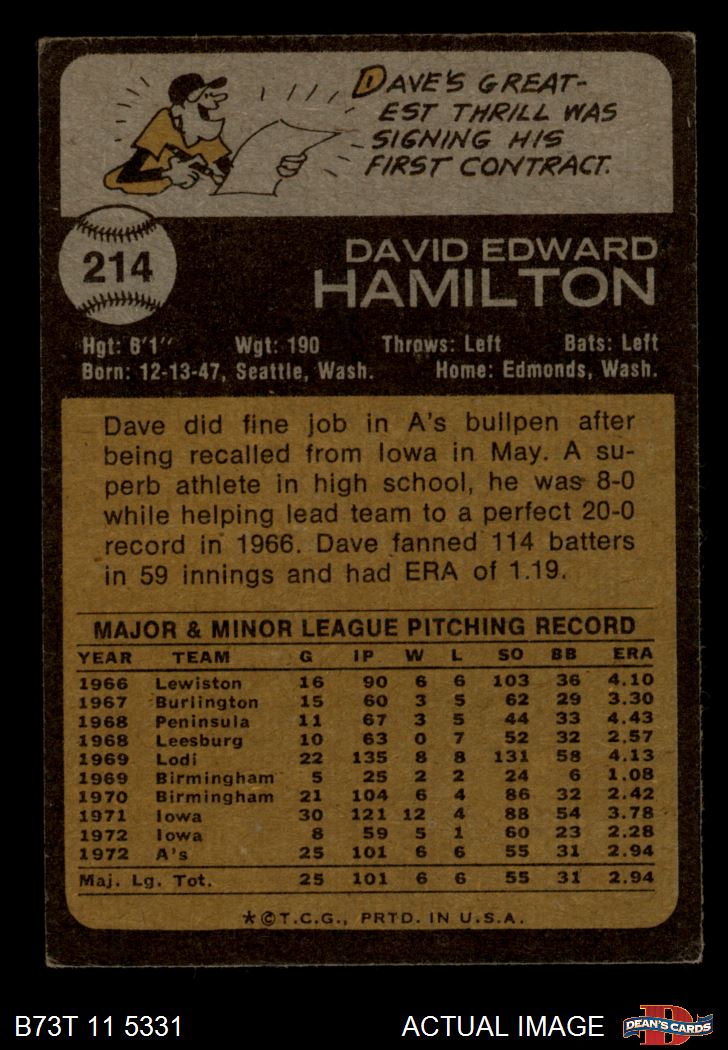 DAVE'S GREAT-
EST THRILL WAS
SIGNING HIS
FIRST CONTRACT.
214
DAVID EDWARD
HAMILTON
Hgt: 6'1" Wgt: 190 Throws: Left Bats: Left
Born: 12-13-47, Seattle, Wash. Home: Edmonds, Wash.
Dave did fine job in A's bullpen after
being recalled from Iowa in May. A su-
perb athlete in high school, he was 8-0
while helping lead team to a perfect 20-0
record in 1966. Dave fanned 114 batters
in 59 innings and had ERA of 1.19.
MAJOR & MINOR LEAGUE PITCHING RECORD
YEAR TEAM G IP W L SO BB ERA
1966 Lewiston 16 90 6 6 103 36 4.10
1967 Burlington 15 60 3 5 62 29 3.30
1968 Peninsula 11 67 3 5 44 33 4.43
1968 Leesburg 10 63 0 7 52 32 2.57
1969 Lodi 22 135 8 8 131 58 4.13
1969 Birmingham 5 25 2 2 24 6 1.08
1970 Birmingham 21 104 6 4 86 32 2.42
1971 Iowa 30 121 12 4 88 54 3.78
1972 Iowa 8 59 5 1 60 23 2.28
1972 A's 25 101 6 6 55 31 2.94
Maj. Lg. Tot. 25 101 6 6 55 31 2.94
*©T.C.G., PRTD. IN U.S.A.
B73T 11 5331 ACTUAL IMAGE D DEAN'S CARDS